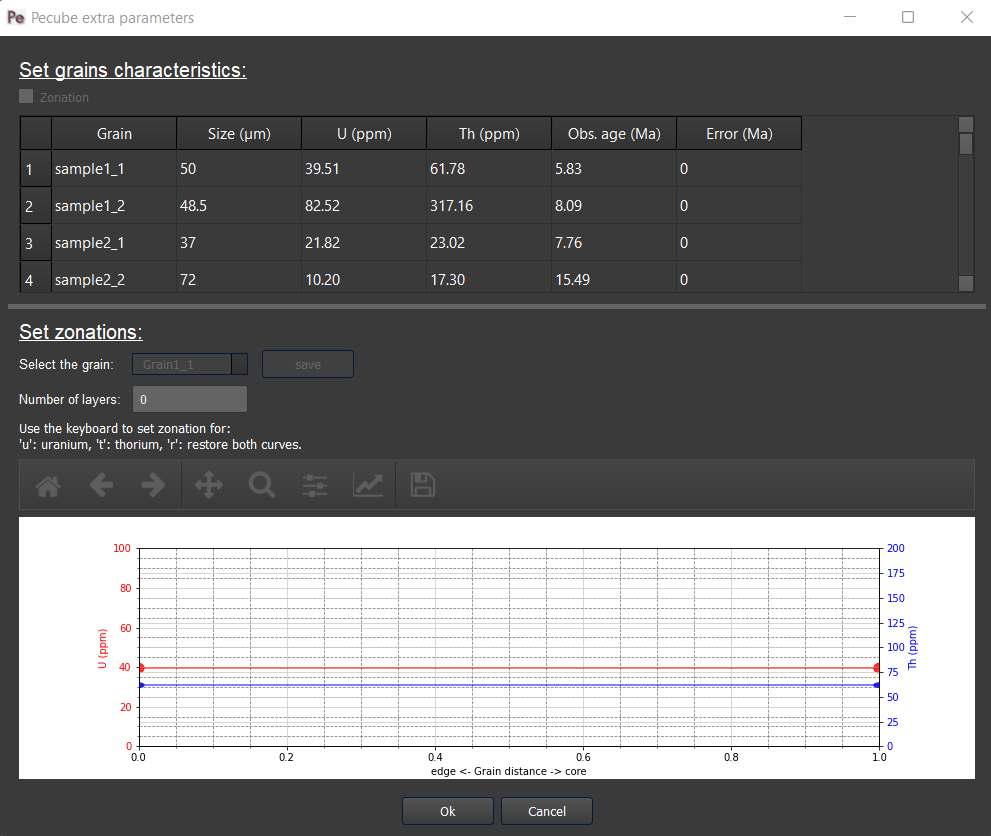 Pe Pecube extra parameters
Set grains characteristics:
Zonation
Grain Size (µm) U (ppm) Th (ppm) Obs. age (Ma) Error (Ma)
1 sample1_1 50 39.51 61.78 5.83 0
2 sample1_2 48.5 82.52 317.16 8.09 0
3 sample2_1 37 21.82 23.02 7.76 0
4 sample2_2 72 10.20 17.30 15.49 0
Set zonations:
Select the grain: Grain1_1 save
Number of layers: 0
Use the keyboard to set zonation for:
'u': uranium, 't': thorium, 'r': restore both curves.
100 200
175
80
150
60 125
U (ppm) Th (ppm)
100
40 75
50
20
25
0 0
0.0 0.2 0.4 0.6 0.8 1.0
edge <- Grain distance -> core
Ok Cancel